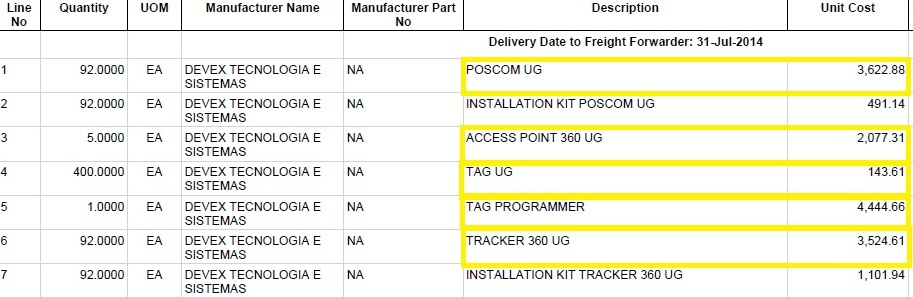 Line No Quantity UOM Manufacturer Name Manufacturer Part No Description Unit Cost
Delivery Date to Freight Forwarder: 31-Jul-2014
1 92.0000 EA DEVEX TECNOLOGIA E SISTEMAS NA POSCOM UG 3,622.88
2 92.0000 EA DEVEX TECNOLOGIA E SISTEMAS NA INSTALLATION KIT POSCOM UG 491.14
3 5.0000 EA DEVEX TECNOLOGIA E SISTEMAS NA ACCESS POINT 360 UG 2,077.31
4 400.0000 EA DEVEX TECNOLOGIA E SISTEMAS NA TAG UG 143.61
5 1.0000 EA DEVEX TECNOLOGIA E SISTEMAS NA TAG PROGRAMMER 4,444.66
6 92.0000 EA DEVEX TECNOLOGIA E SISTEMAS NA TRACKER 360 UG 3,524.61
7 92.0000 EA DEVEX TECNOLOGIA E SISTEMAS NA INSTALLATION KIT TRACKER 360 UG 1,101.94